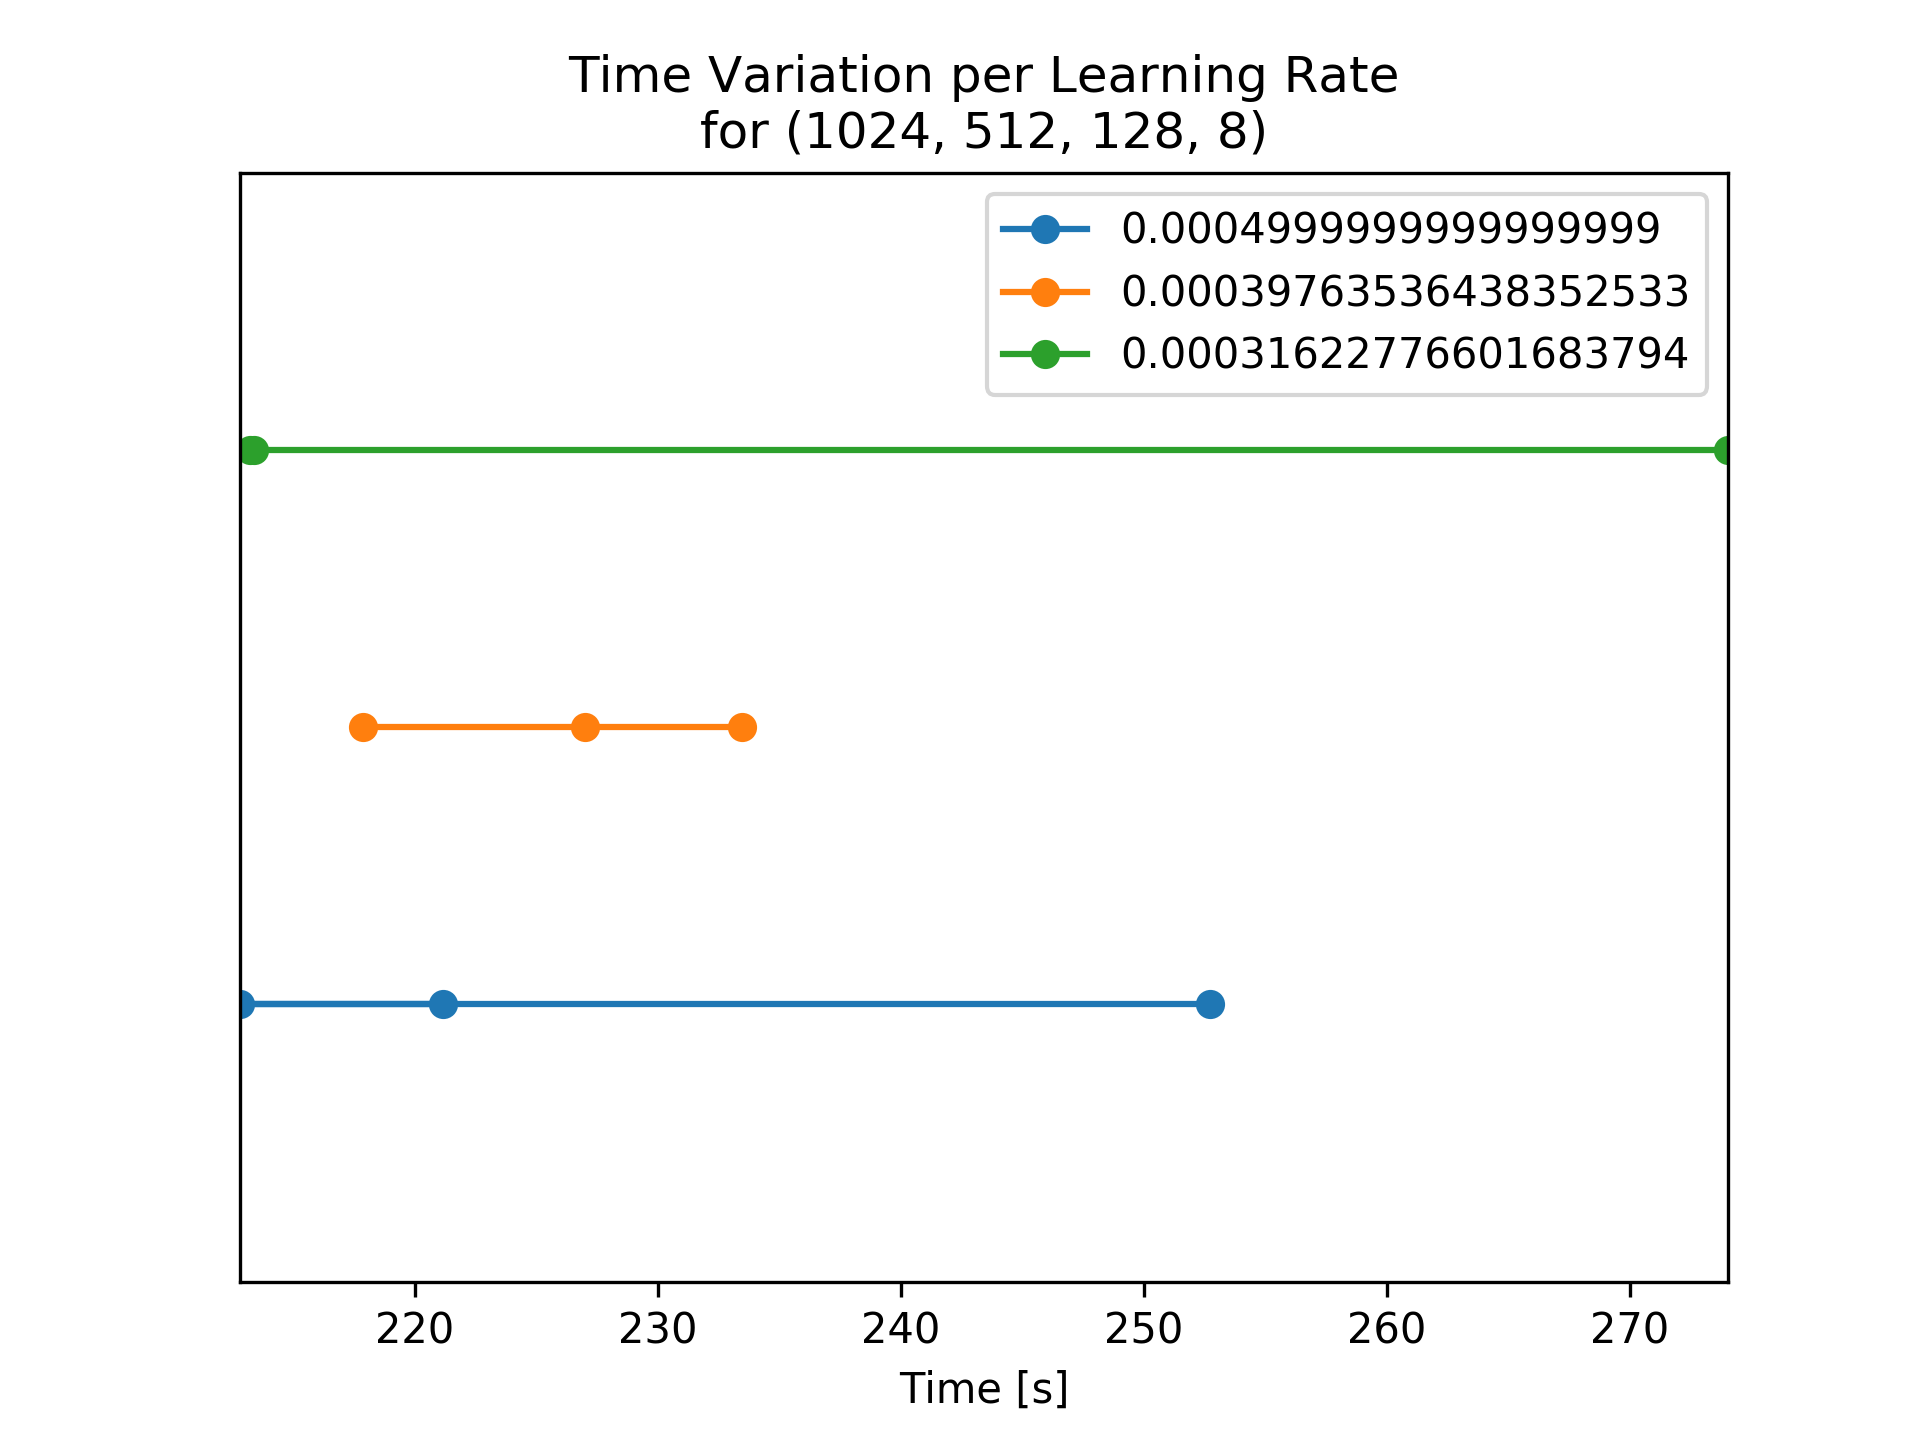 Time Variation per Learning Rate
for (1024, 512, 128, 8)
0.0004999999999999999
0.00039763536438352533
0.00031622776601683794
220 230 240 250 260 270
Time [s]